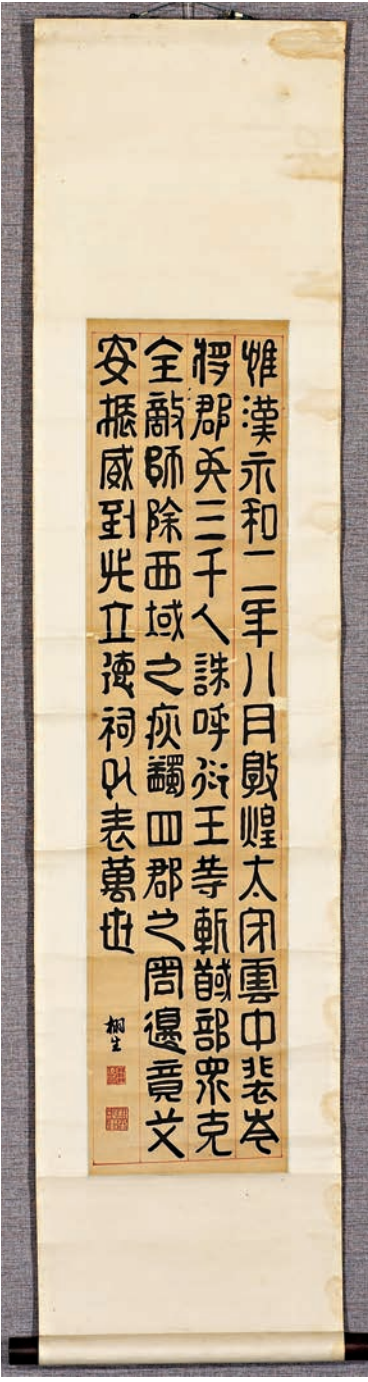 惟漢永和二年八月敦煌太守雲中裴岑
將郡兵三千人誅呼衍王等斬馘部眾克
全敵師除西域之疢蠲四郡之害邊竟艾
安振威到此立德祠以表萬世